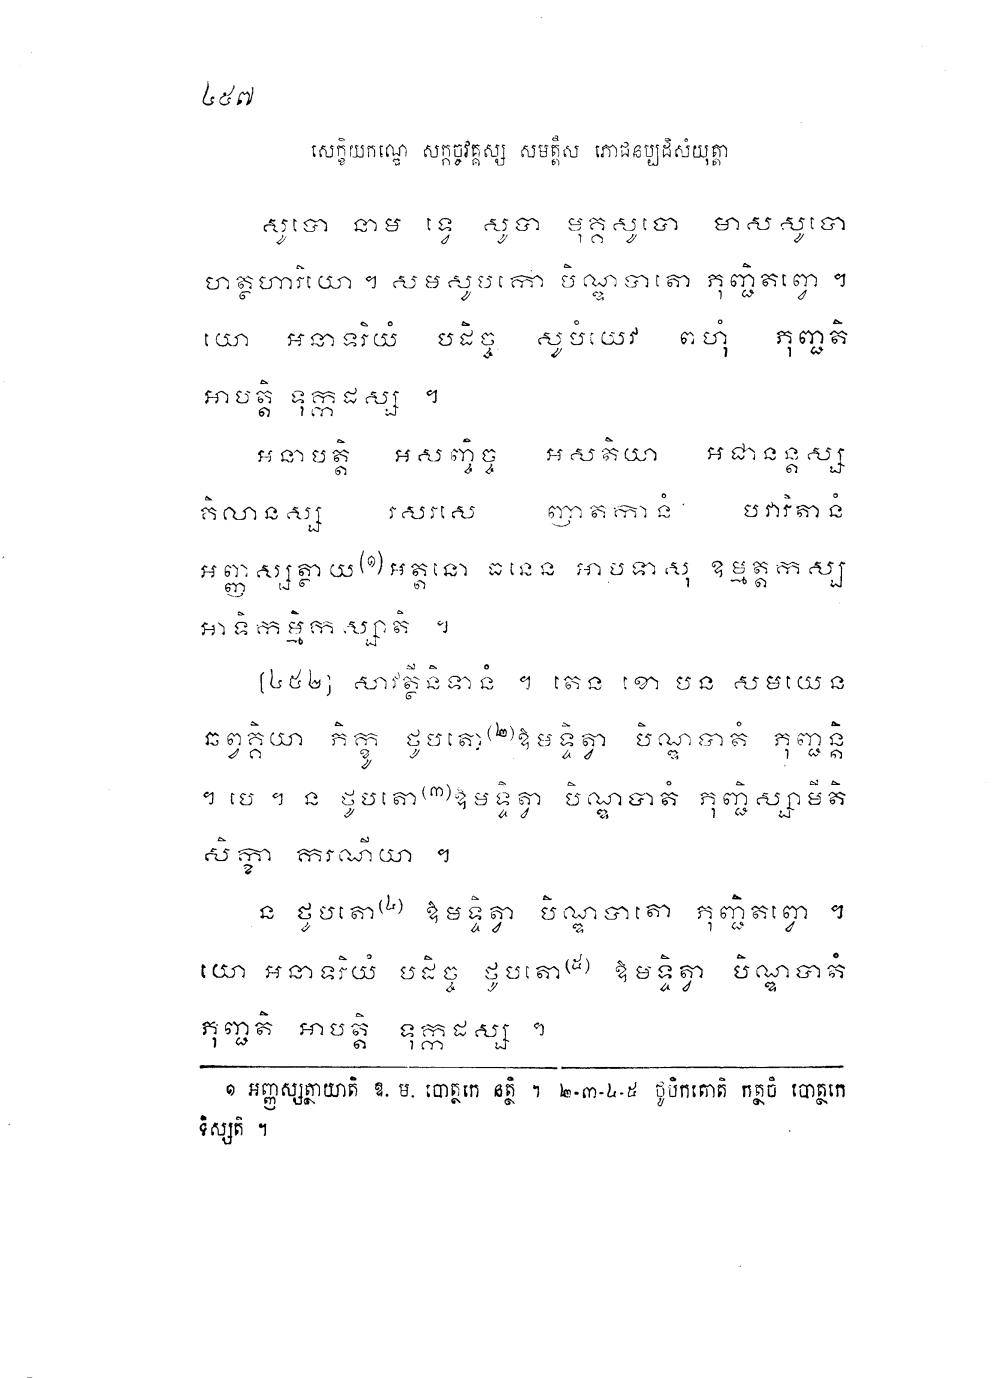 ៤៥៧
សេក្ខិយកណ្ឌេ សក្កច្ចវគ្គស្ស សមត្តឹស ភោជនប្បដិសំយុត្តា
សូបោ នាម ទ្វេ សូបា មុគ្គសូបោ មាសសូបោ
ហត្ថហារិយោ ។ សមសូបកោ បិណ្ឌបាតោ ភុញ្ជិតព្វោ ។
យោ អនាទរិយំ បដិច្ច សូបំយេវ ពហុំ ភុញ្ជតិ
អាបត្តិ ទុក្កដស្ស ។
អនាបត្តិ អសញ្ចិច្ច អសតិយា អជានន្តស្ស
គិលានស្ស រសរសេ ញាតកានំ បវារិតានំ
អញ្ញស្សត្ថាយ(១)អត្តនោ ធនេន អាបទាសុ ឧម្មត្តកស្ស
អាទិកម្មិកស្សាតិ ។
[៤៥២] សាវត្ថីនិទានំ ។ តេន ខោ បន សមយេន
ឆព្វគ្គិយា ភិក្ខូ ថូបតោ(២)ឱមទ្ទិត្វា បិណ្ឌបាតំ ភុញ្ជន្តិ
។ បេ ។ ន ថូបតោ(៣)ឱមទ្ទិត្វា បិណ្ឌបាតំ ភុញ្ជិស្សាមីតិ
សិក្ខា ករណីយា ។
ន ថូបតោ(៤) ឱមទ្ទិត្វា បិណ្ឌបាតោ ភុញ្ជិតព្វោ ។
យោ អនាទរិយំ បដិច្ច ថូបតោ(៥) ឱមទ្ទិត្វា បិណ្ឌបាតំ
ភុញ្ជតិ អាបត្តិ ទុក្កដស្ស ។
១ អញ្ញស្សត្ថាយាតិ ឱ. ម. បោត្ថកេ នត្ថិ ។ ២-៣-៤-៥ ថូបិកតោតិ កត្ថចិ បោត្ថកេ
ទិស្សតិ ។